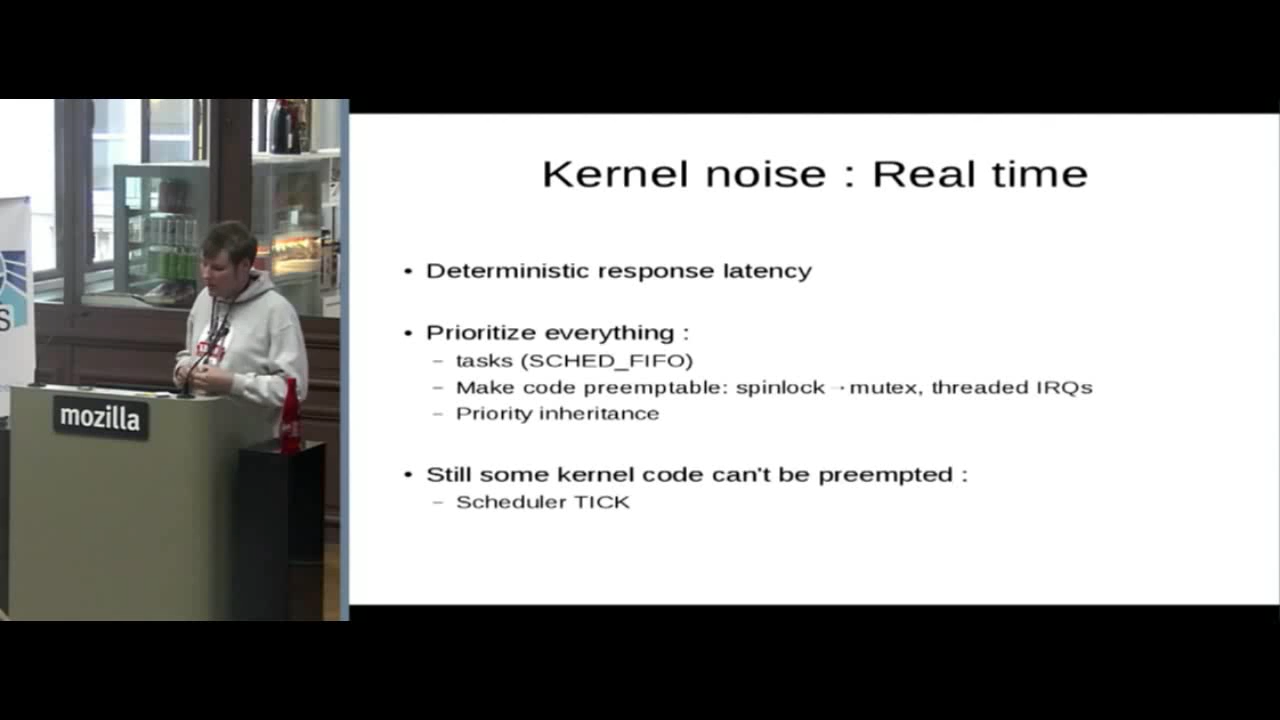 Kernel noise : Real time
• Deterministic response latency
• Prioritize everything :
– tasks (SCHED_FIFO)
– Make code preemptable: spinlock → mutex, threaded IRQs
– Priority inheritance
• Still some kernel code can't be preempted :
– Scheduler TICK
mozilla
S